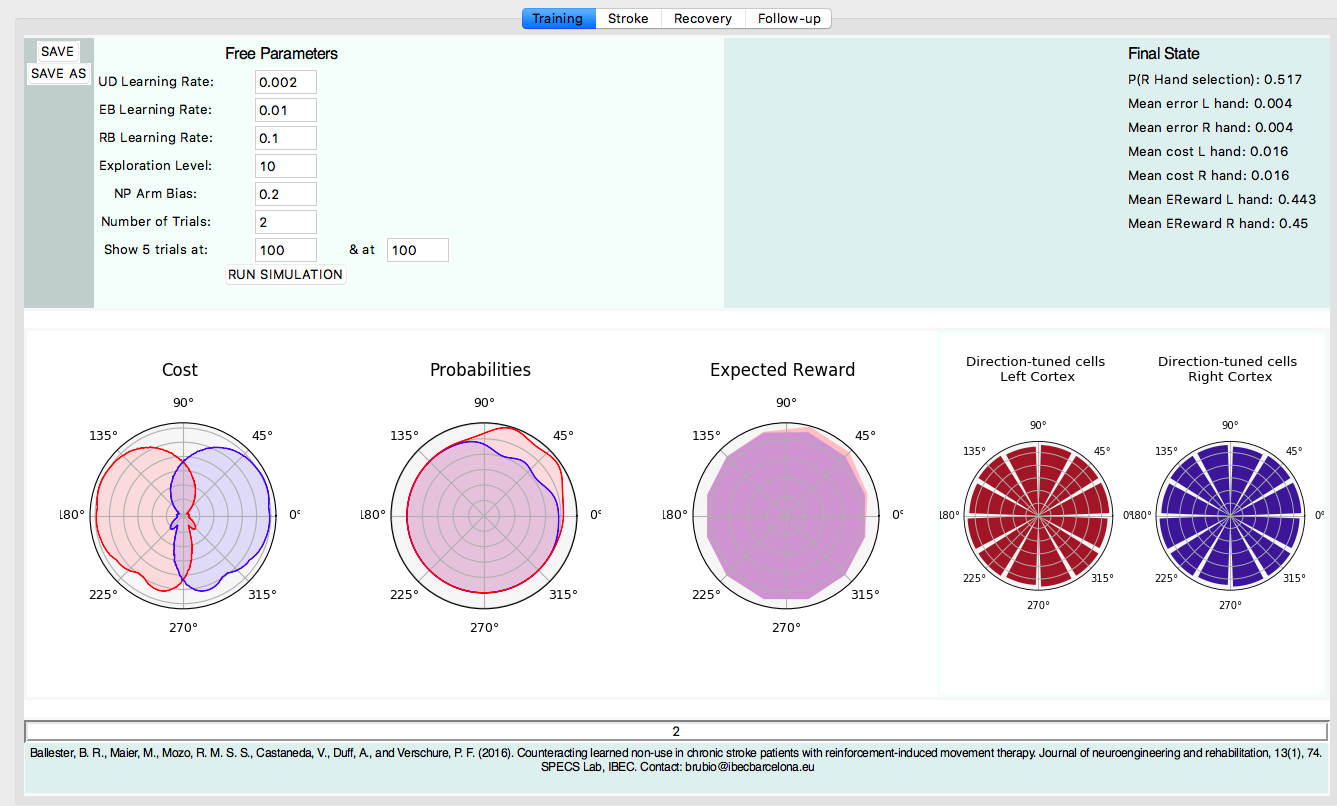 Training Stroke Recovery Follow-up
SAVE
SAVE AS
Free Parameters
UD Learning Rate: 0.002
EB Learning Rate: 0.01
RB Learning Rate: 0.1
Exploration Level: 10
NP Arm Bias: 0.2
Number of Trials: 2
Show 5 trials at: 100 & at 100
RUN SIMULATION
Final State
P(R Hand selection): 0.517
Mean error L hand: 0.004
Mean error R hand: 0.004
Mean cost L hand: 0.016
Mean cost R hand: 0.016
Mean EReward L hand: 0.443
Mean EReward R hand: 0.45
Cost
90°
135° 45°
180° 0°
225° 315°
270°
Probabilities
90°
135° 45°
180° 0°
225° 315°
270°
Expected Reward
90°
135° 45°
180° 0°
225° 315°
270°
Direction-tuned cells
Left Cortex
90°
135° 45°
180° 0°
225° 315°
270°
Direction-tuned cells
Right Cortex
90°
135° 45°
180° 0°
225° 315°
270°
2
Ballester, B. R., Maier, M., Mozo, R. M. S. S., Castaneda, V., Duff, A., and Verschure, P. F. (2016). Counteracting learned non-use in chronic stroke patients with reinforcement-induced movement therapy. Journal of neuroengineering and rehabilitation, 13(1), 74.
SPECS Lab, IBEC. Contact: brubio@ibecbarcelona.eu